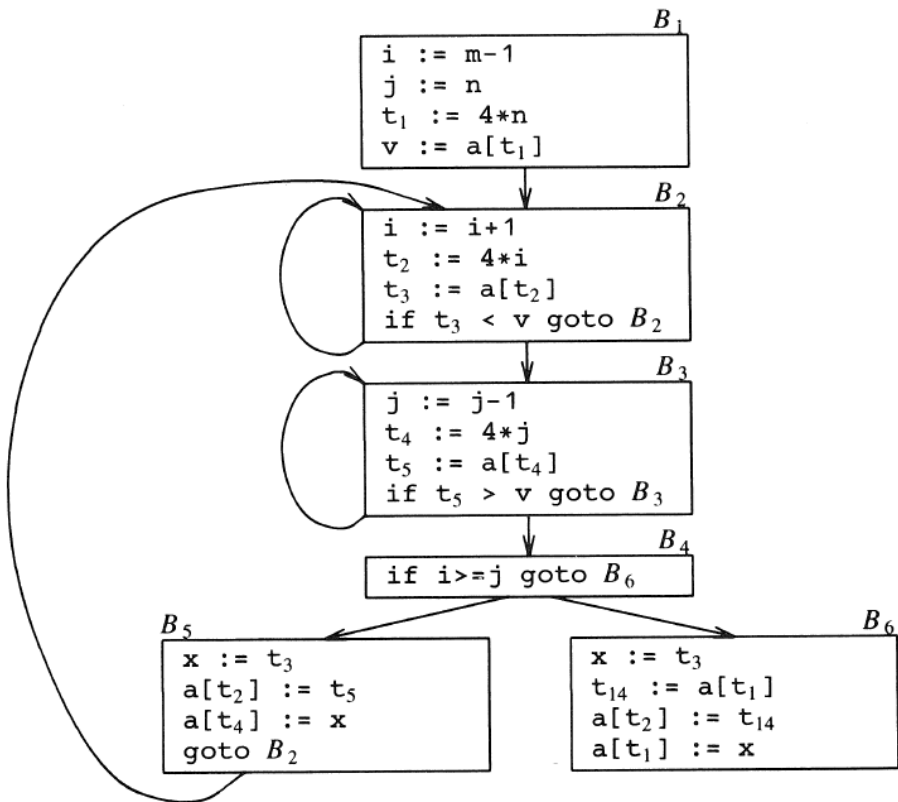 B₁
i := m-1
j := n
t₁ := 4*n
v := a[t₁]
B₂
i := i+1
t₂ := 4*i
t₃ := a[t₂]
if t₃ < v goto B₂
B₃
j := j-1
t₄ := 4*j
t₅ := a[t₄]
if t₅ > v goto B₃
B₄
if i>=j goto B₆
B₅
x := t₃
a[t₂] := t₅
a[t₄] := x
goto B₂
B₆
x := t₃
t₁₄ := a[t₁]
a[t₂] := t₁₄
a[t₁] := x